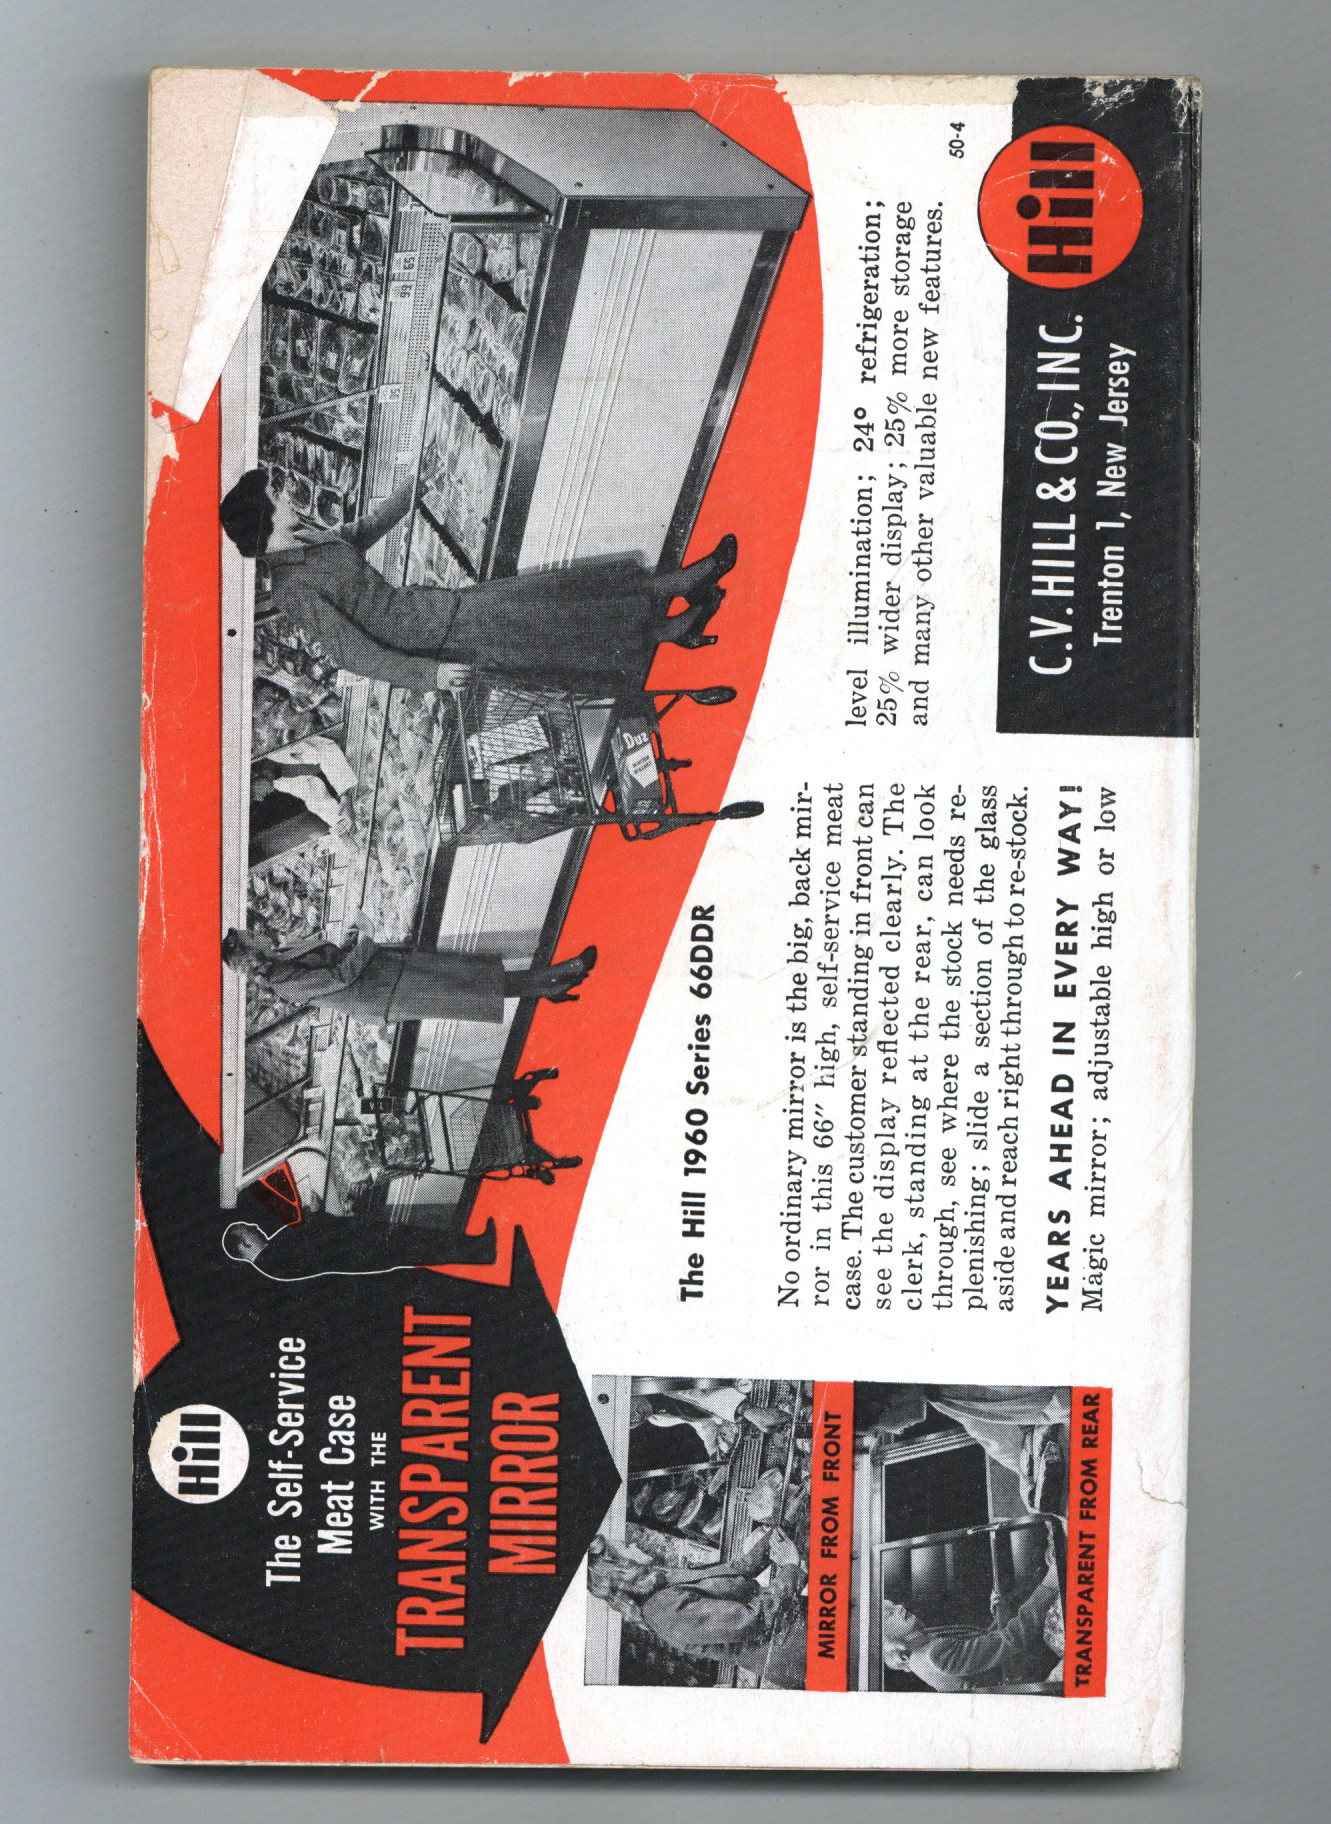 Hill
The Self-Service
Meat Case
WITH THE
TRANSPARENT
MIRROR
99
65
Duz
MIRROR FROM FRONT
TRANSPARENT FROM REAR
The Hill 1960 Series 66DDR
No ordinary mirror is the big, back mir-
ror in this 66″ high, self-service meat
case. The customer standing in front can
see the display reflected clearly. The
clerk, standing at the rear, can look
through, see where the stock needs re-
plenishing; slide a section of the glass
aside and reach right through to re-stock.
YEARS AHEAD IN EVERY WAY!
Magic mirror; adjustable high or low
level illumination; 24° refrigeration;
25% wider display; 25% more storage
and many other valuable new features.
50-4
C.V. HILL & CO., INC.
Trenton 1, New Jersey
Hill